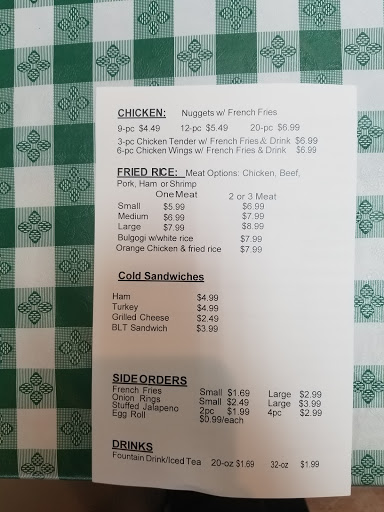 CHICKEN: Nuggets w/ French Fries
9-pc $4.49 12-pc $5.49 20-pc $6.99
3-pc Chicken Tender w/ French Fries & Drink $6.99
6-pc Chicken Wings w/ French Fries & Drink $6.99
FRIED RICE: Meat Options: Chicken, Beef,
Pork, Ham or Shrimp
One Meat 2 or 3 Meat
Small $5.99 $6.99
Medium $6.99 $7.99
Large $7.99 $8.99
Bulgogi w/white rice $7.99
Orange Chicken & fried rice $7.99
Cold Sandwiches
Ham $4.99
Turkey $4.99
Grilled Cheese $2.49
BLT Sandwich $3.99
SIDE ORDERS
French Fries Small $1.69 Large $2.99
Onion Rings Small $2.49 Large $3.99
Stuffed Jalapeno 2pc $1.99 4pc $2.99
Egg Roll $0.99/each
DRINKS
Fountain Drink/Iced Tea 20-oz $1.69 32-oz $1.99